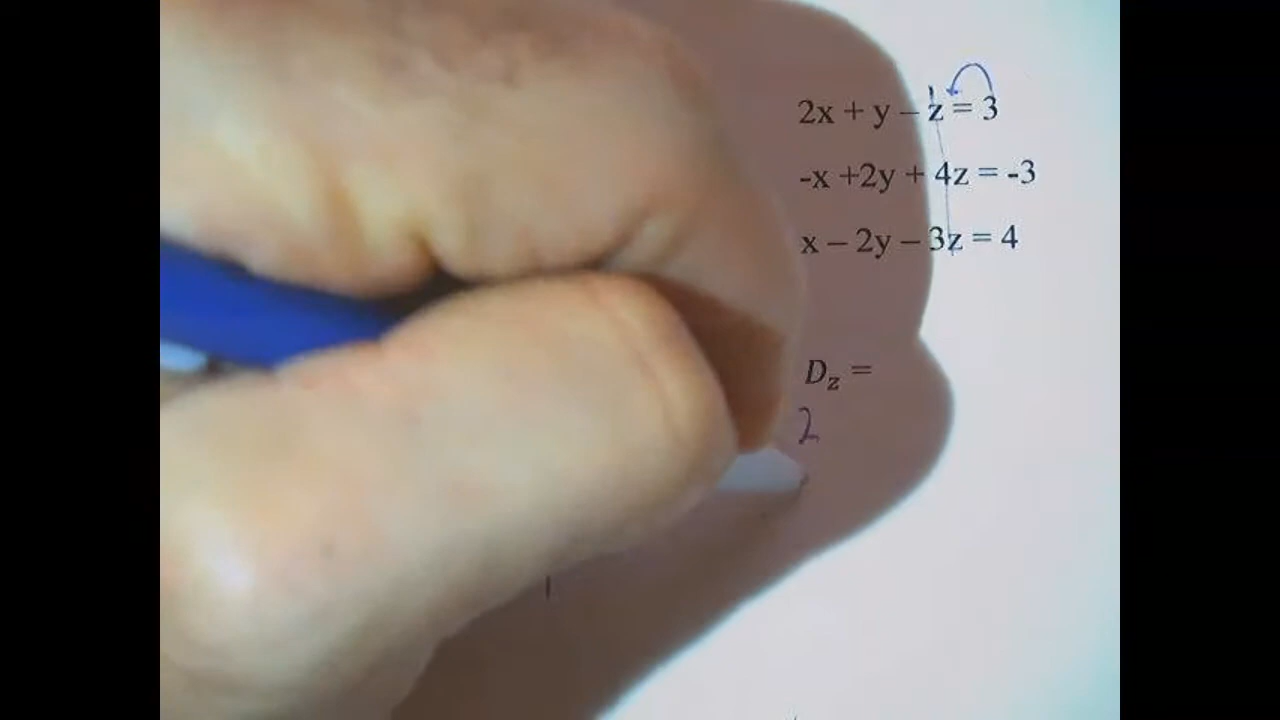 2x + y – z = 3
-x +2y + 4z = -3
x – 2y – 3z = 4
D_z =
2